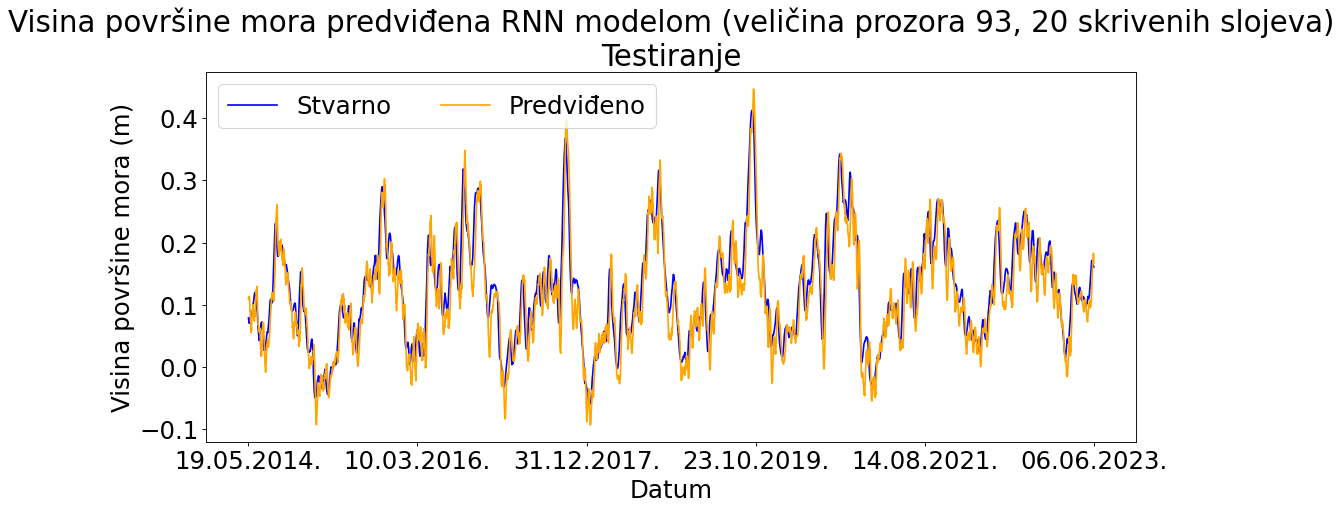 Visina površine mora predviđena RNN modelom (veličina prozora 93, 20 skrivenih slojeva)
Testiranje
Stvarno
Predviđeno
Visina površine mora (m)
0.4
0.3
0.2
0.1
0.0
−0.1
19.05.2014.
10.03.2016.
31.12.2017.
23.10.2019.
14.08.2021.
06.06.2023.
Datum